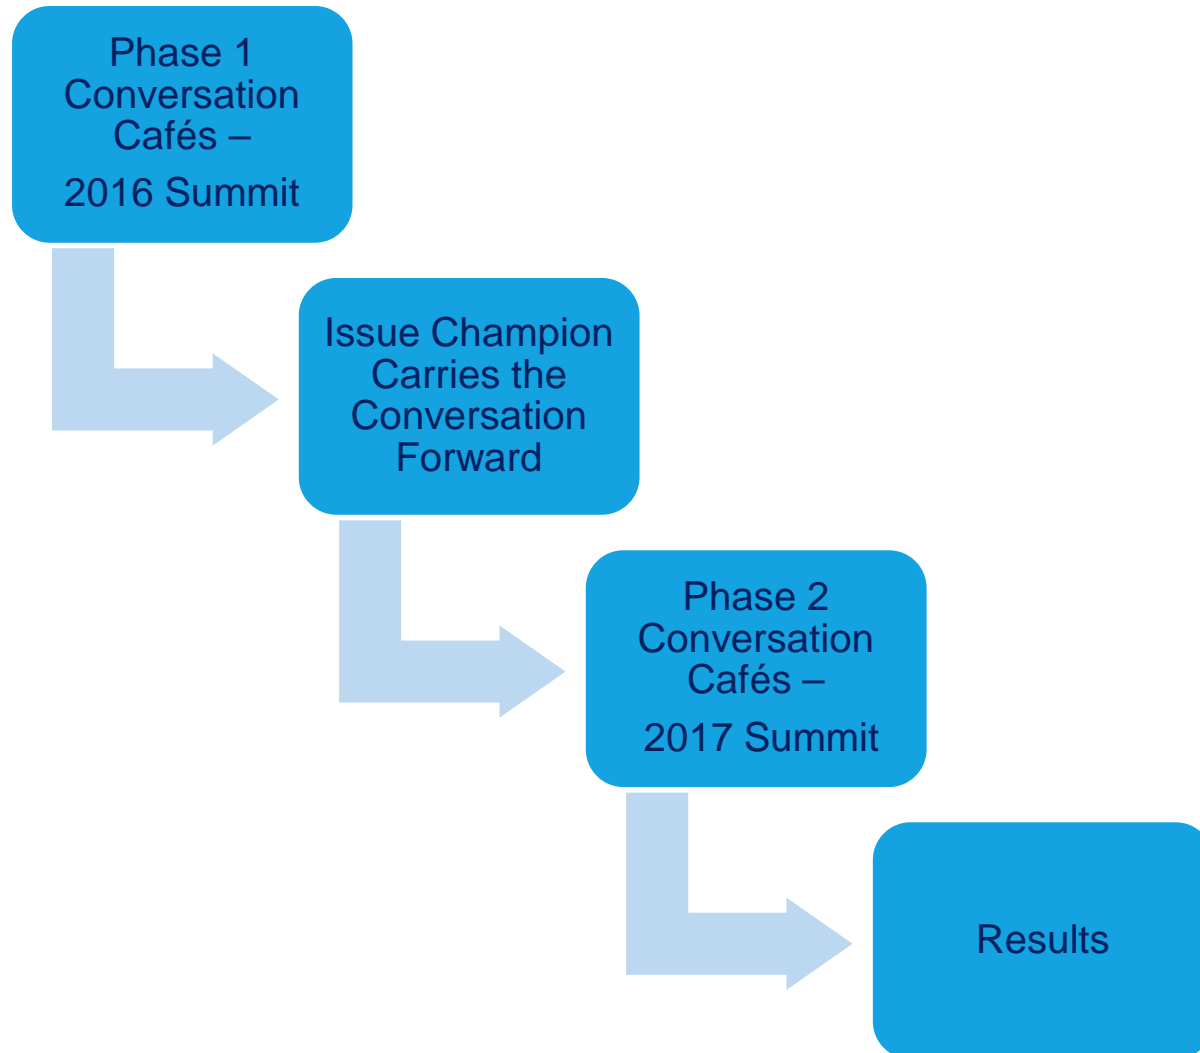 Phase 1
Conversation
Cafés –
2016 Summit
Issue Champion
Carries the
Conversation
Forward
Phase 2
Conversation
Cafés –
2017 Summit
Results